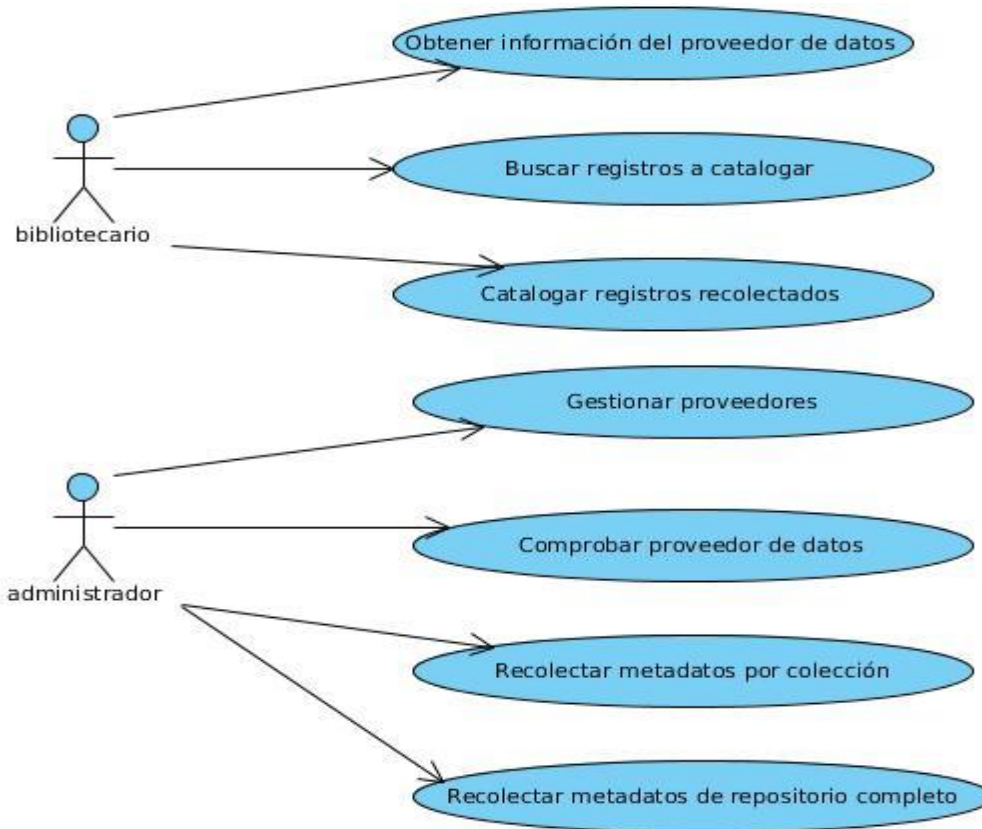 Obtener información del proveedor de datos
Buscar registros a catalogar
bibliotecario
Catalogar registros recolectados
Gestionar proveedores
Comprobar proveedor de datos
administrador
Recolectar metadatos por colección
Recolectar metadatos de repositorio completo